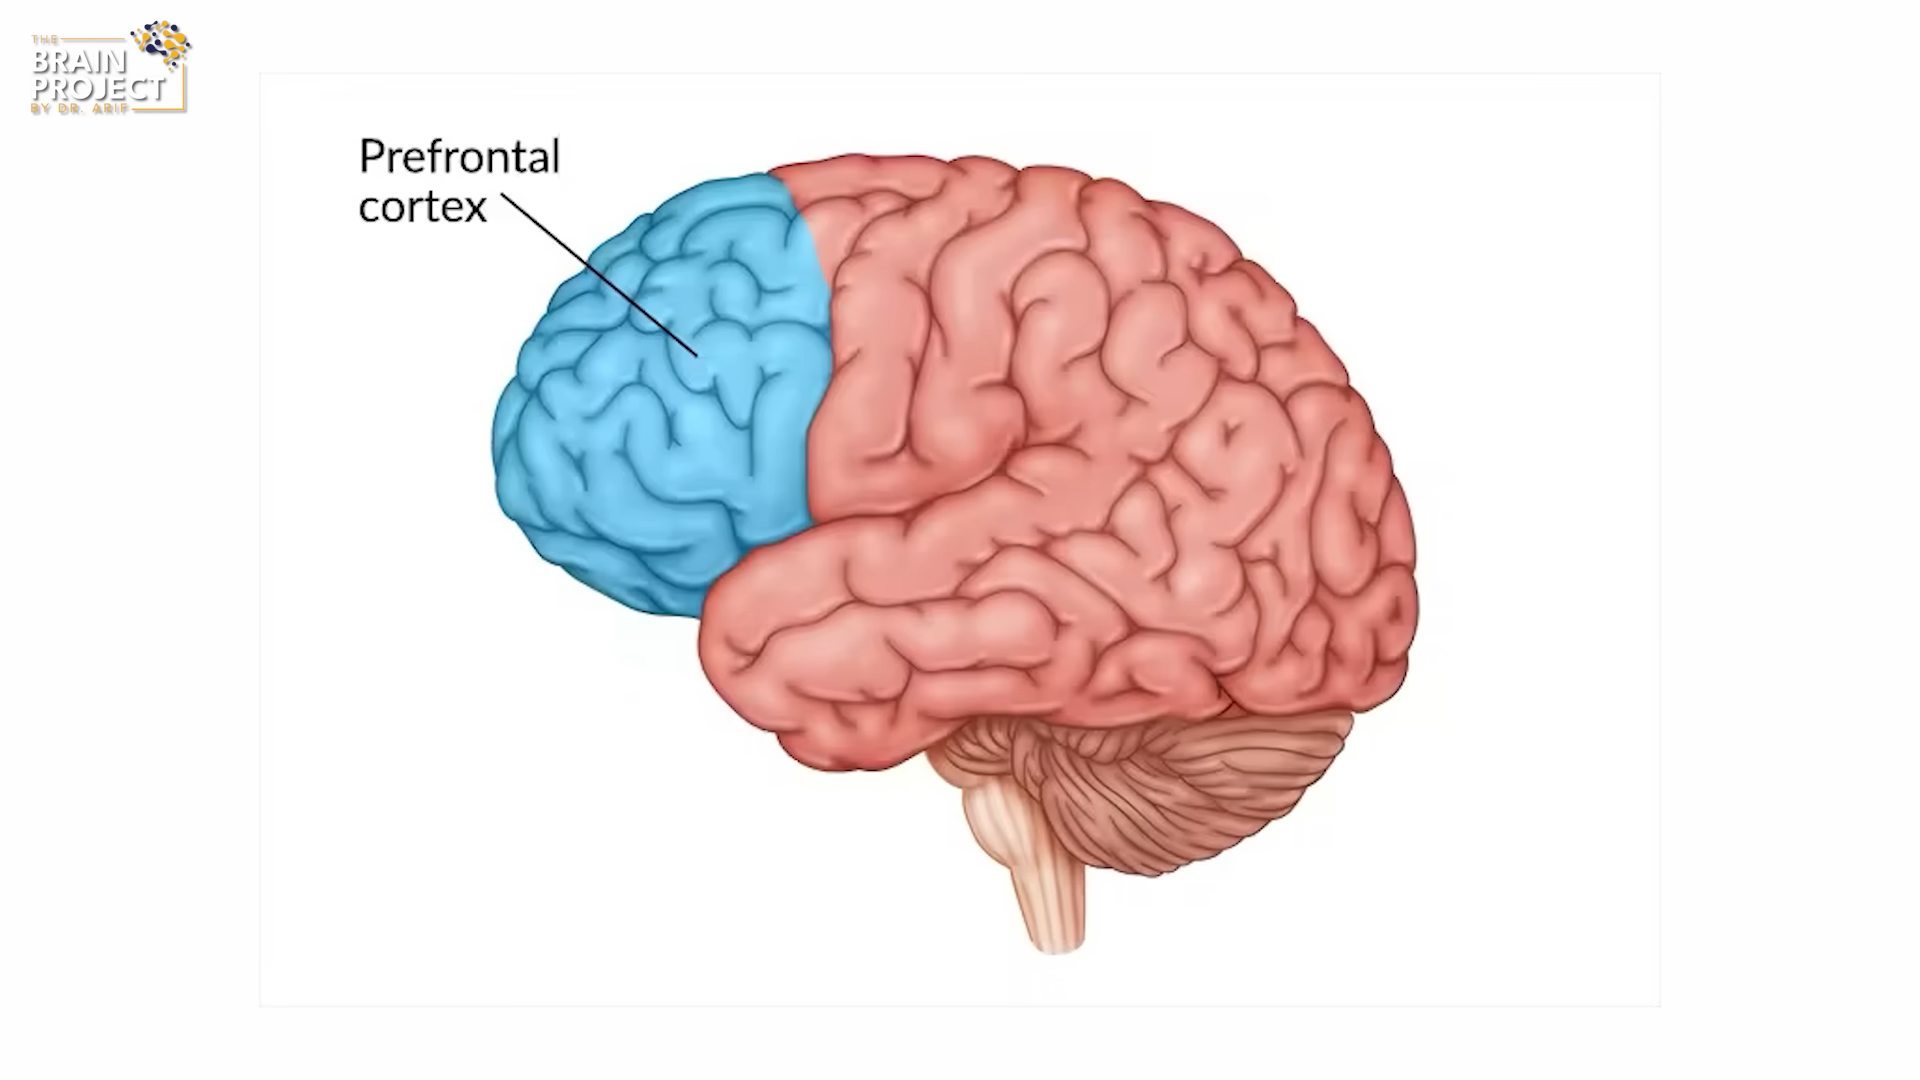 THE
BRAIN
PROJECT
BY DR. ARIF
Prefrontal
cortex